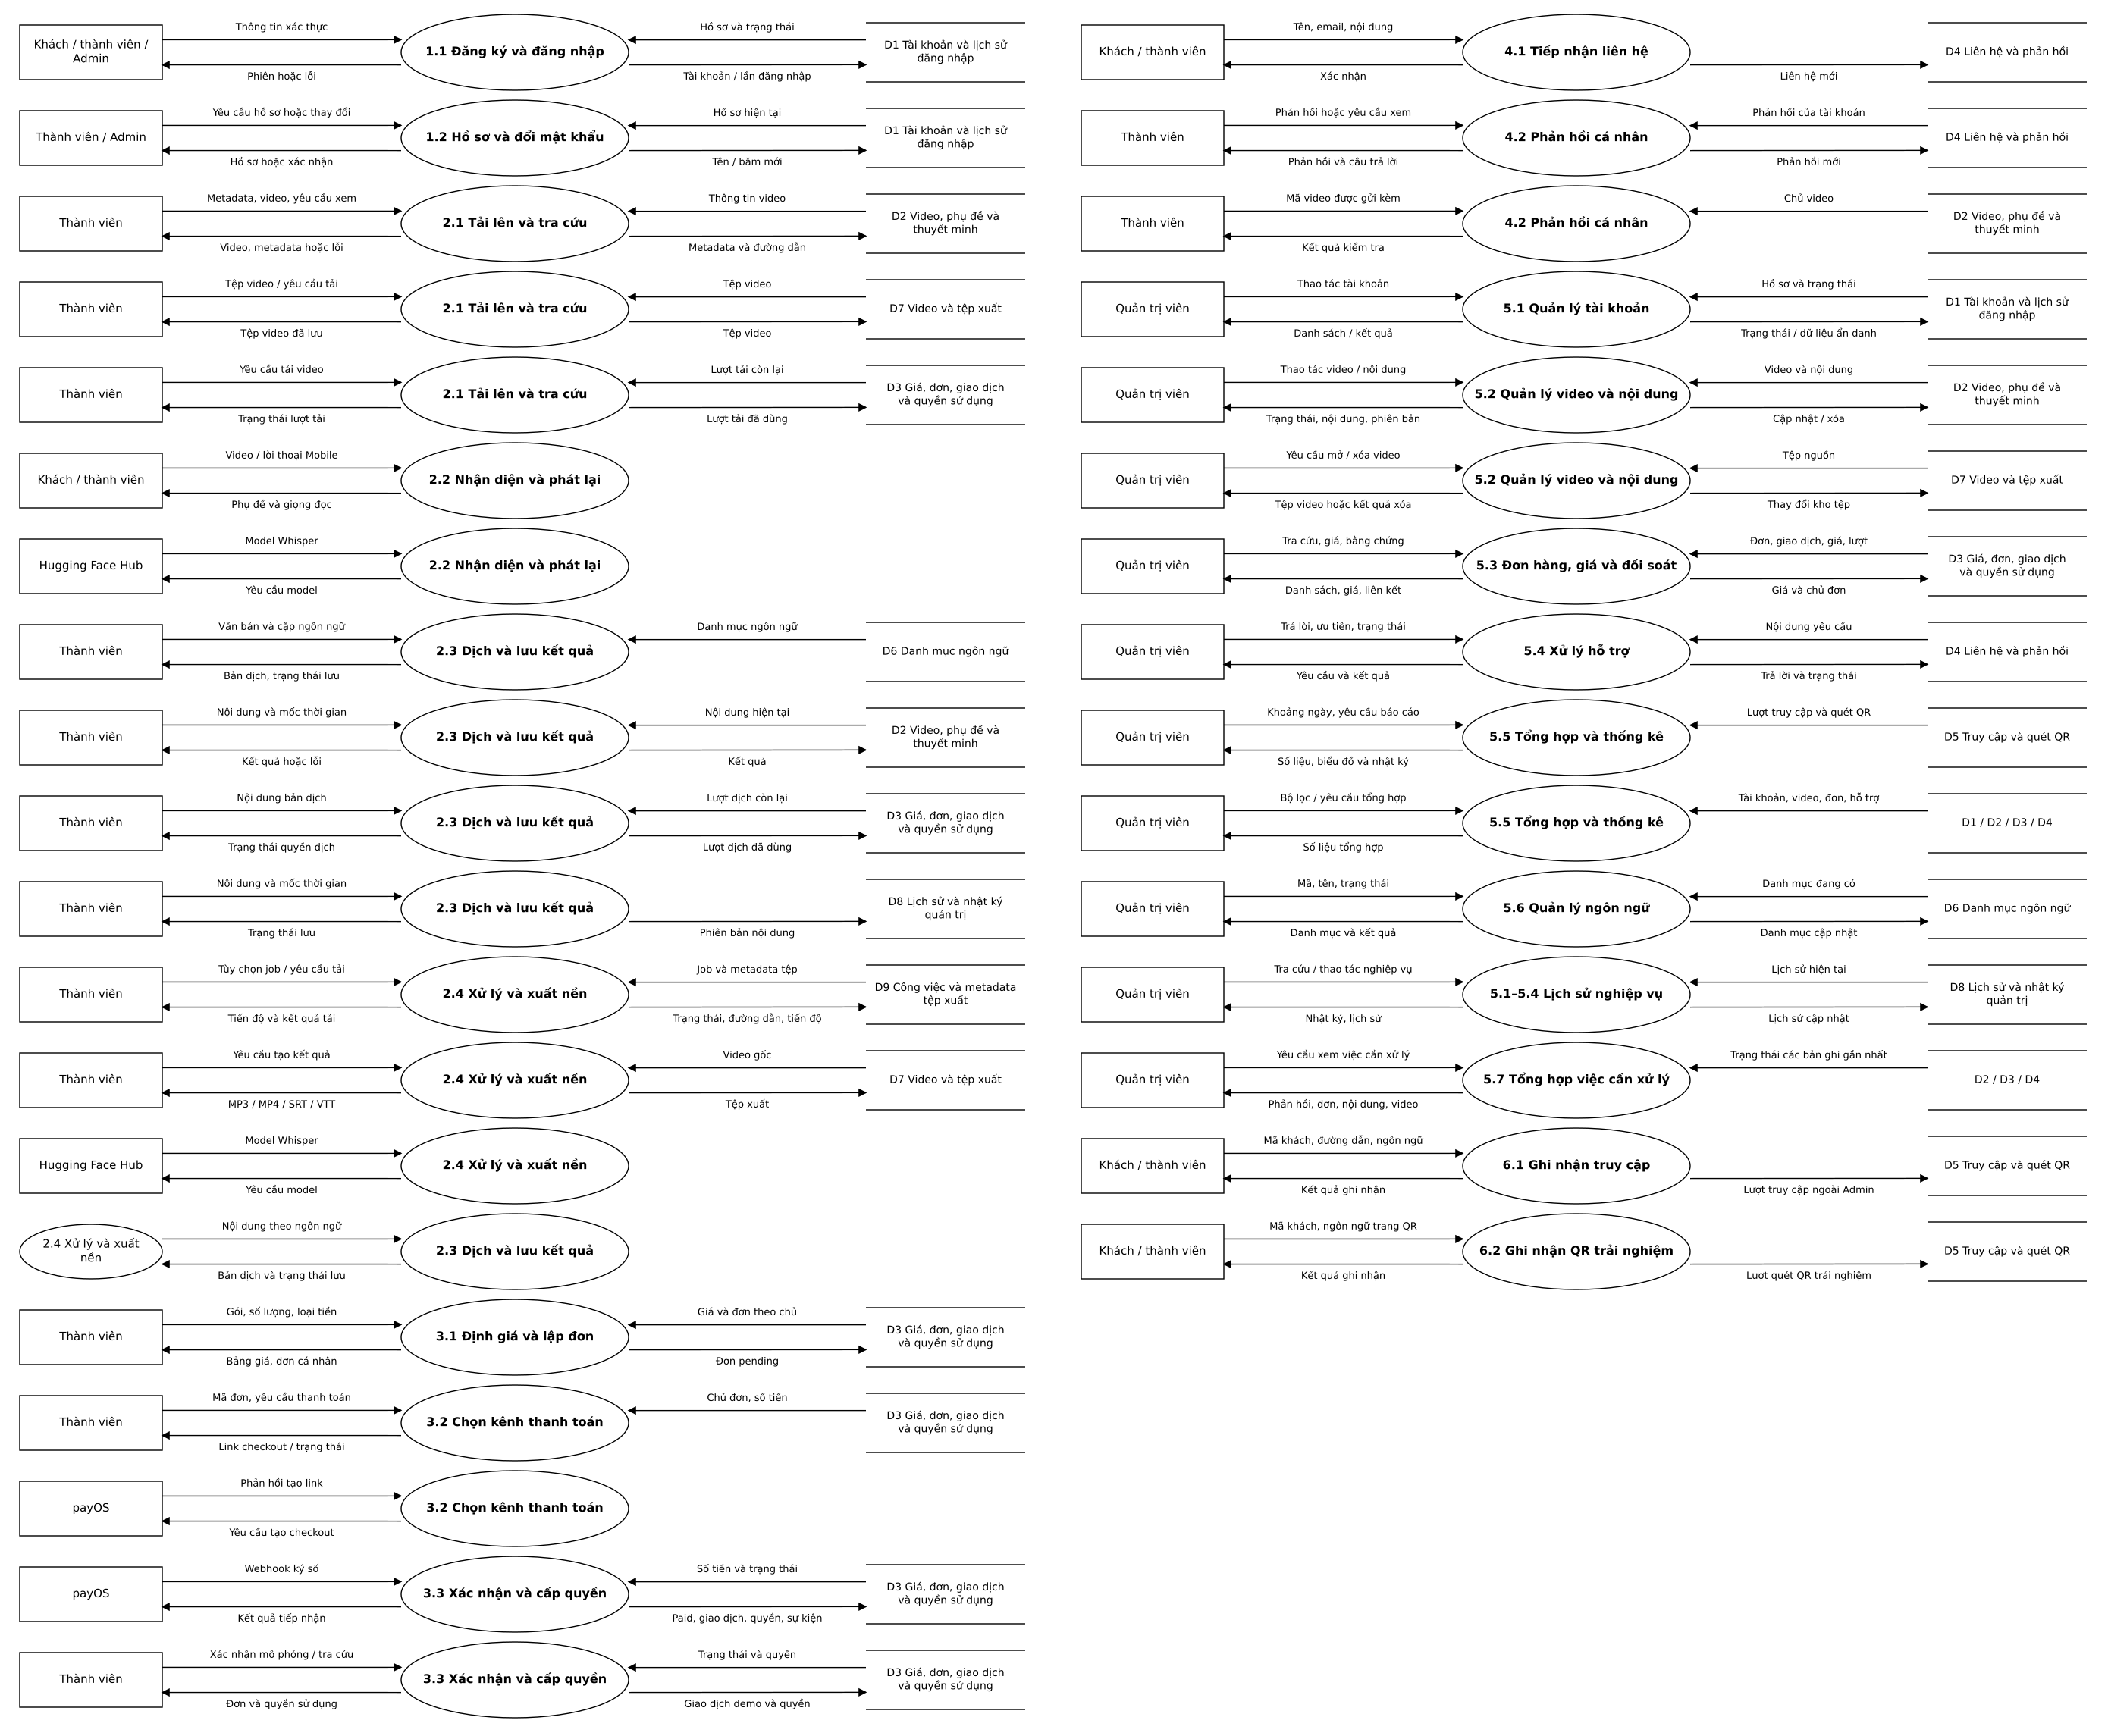 Thông tin xác thực
Hồ sơ và trạng thái
Khách / thành viên /
Admin
1.1 Đăng ký và đăng nhập
D1 Tài khoản và lịch sử
đăng nhập
Phiên hoặc lỗi
Tài khoản / lần đăng nhập
Yêu cầu hồ sơ hoặc thay đổi
Hồ sơ hiện tại
Thành viên / Admin
1.2 Hồ sơ và đổi mật khẩu
D1 Tài khoản và lịch sử
đăng nhập
Hồ sơ hoặc xác nhận
Tên / băm mới
Metadata, video, yêu cầu xem
Thông tin video
Thành viên
2.1 Tải lên và tra cứu
D2 Video, phụ đề và
thuyết minh
Video, metadata hoặc lỗi
Metadata và đường dẫn
Tệp video / yêu cầu tải
Tệp video
Thành viên
2.1 Tải lên và tra cứu
D7 Video và tệp xuất
Tệp video đã lưu
Tệp video
Yêu cầu tải video
Lượt tải còn lại
Thành viên
2.1 Tải lên và tra cứu
D3 Giá, đơn, giao dịch
và quyền sử dụng
Trạng thái lượt tải
Lượt tải đã dùng
Video / lời thoại Mobile
Khách / thành viên
2.2 Nhận diện và phát lại
Phụ đề và giọng đọc
Model Whisper
Hugging Face Hub
2.2 Nhận diện và phát lại
Yêu cầu model
Văn bản và cặp ngôn ngữ
Danh mục ngôn ngữ
Thành viên
2.3 Dịch và lưu kết quả
D6 Danh mục ngôn ngữ
Bản dịch, trạng thái lưu
Nội dung và mốc thời gian
Nội dung hiện tại
Thành viên
2.3 Dịch và lưu kết quả
D2 Video, phụ đề và
thuyết minh
Kết quả hoặc lỗi
Kết quả
Nội dung bản dịch
Lượt dịch còn lại
Thành viên
2.3 Dịch và lưu kết quả
D3 Giá, đơn, giao dịch
và quyền sử dụng
Trạng thái quyền dịch
Lượt dịch đã dùng
Nội dung và mốc thời gian
Thành viên
2.3 Dịch và lưu kết quả
D8 Lịch sử và nhật ký
quản trị
Trạng thái lưu
Phiên bản nội dung
Tùy chọn job / yêu cầu tải
Job và metadata tệp
Thành viên
2.4 Xử lý và xuất nền
D9 Công việc và metadata
tệp xuất
Tiến độ và kết quả tải
Trạng thái, đường dẫn, tiến độ
Yêu cầu tạo kết quả
Video gốc
Thành viên
2.4 Xử lý và xuất nền
D7 Video và tệp xuất
MP3 / MP4 / SRT / VTT
Tệp xuất
Model Whisper
Hugging Face Hub
2.4 Xử lý và xuất nền
Yêu cầu model
Nội dung theo ngôn ngữ
2.4 Xử lý và xuất
nền
2.3 Dịch và lưu kết quả
Bản dịch và trạng thái lưu
Gói, số lượng, loại tiền
Giá và đơn theo chủ
Thành viên
3.1 Định giá và lập đơn
D3 Giá, đơn, giao dịch
và quyền sử dụng
Bảng giá, đơn cá nhân
Đơn pending
Mã đơn, yêu cầu thanh toán
Chủ đơn, số tiền
Thành viên
3.2 Chọn kênh thanh toán
D3 Giá, đơn, giao dịch
và quyền sử dụng
Link checkout / trạng thái
Phản hồi tạo link
payOS
3.2 Chọn kênh thanh toán
Yêu cầu tạo checkout
Webhook ký số
Số tiền và trạng thái
payOS
3.3 Xác nhận và cấp quyền
D3 Giá, đơn, giao dịch
và quyền sử dụng
Kết quả tiếp nhận
Paid, giao dịch, quyền, sự kiện
Xác nhận mô phỏng / tra cứu
Trạng thái và quyền
Thành viên
3.3 Xác nhận và cấp quyền
D3 Giá, đơn, giao dịch
và quyền sử dụng
Đơn và quyền sử dụng
Giao dịch demo và quyền
Tên, email, nội dung
Khách / thành viên
4.1 Tiếp nhận liên hệ
D4 Liên hệ và phản hồi
Xác nhận
Liên hệ mới
Phản hồi hoặc yêu cầu xem
Phản hồi của tài khoản
Thành viên
4.2 Phản hồi cá nhân
D4 Liên hệ và phản hồi
Phản hồi và câu trả lời
Phản hồi mới
Mã video được gửi kèm
Chủ video
Thành viên
4.2 Phản hồi cá nhân
D2 Video, phụ đề và
thuyết minh
Kết quả kiểm tra
Thao tác tài khoản
Hồ sơ và trạng thái
Quản trị viên
5.1 Quản lý tài khoản
D1 Tài khoản và lịch sử
đăng nhập
Danh sách / kết quả
Trạng thái / dữ liệu ẩn danh
Thao tác video / nội dung
Video và nội dung
Quản trị viên
5.2 Quản lý video và nội dung
D2 Video, phụ đề và
thuyết minh
Trạng thái, nội dung, phiên bản
Cập nhật / xóa
Yêu cầu mở / xóa video
Tệp nguồn
Quản trị viên
5.2 Quản lý video và nội dung
D7 Video và tệp xuất
Tệp video hoặc kết quả xóa
Thay đổi kho tệp
Tra cứu, giá, bằng chứng
Đơn, giao dịch, giá, lượt
Quản trị viên
5.3 Đơn hàng, giá và đối soát
D3 Giá, đơn, giao dịch
và quyền sử dụng
Danh sách, giá, liên kết
Giá và chủ đơn
Trả lời, ưu tiên, trạng thái
Nội dung yêu cầu
Quản trị viên
5.4 Xử lý hỗ trợ
D4 Liên hệ và phản hồi
Yêu cầu và kết quả
Trả lời và trạng thái
Khoảng ngày, yêu cầu báo cáo
Lượt truy cập và quét QR
Quản trị viên
5.5 Tổng hợp và thống kê
D5 Truy cập và quét QR
Số liệu, biểu đồ và nhật ký
Bộ lọc / yêu cầu tổng hợp
Tài khoản, video, đơn, hỗ trợ
Quản trị viên
5.5 Tổng hợp và thống kê
D1 / D2 / D3 / D4
Số liệu tổng hợp
Mã, tên, trạng thái
Danh mục đang có
Quản trị viên
5.6 Quản lý ngôn ngữ
D6 Danh mục ngôn ngữ
Danh mục và kết quả
Danh mục cập nhật
Tra cứu / thao tác nghiệp vụ
Lịch sử hiện tại
Quản trị viên
5.1–5.4 Lịch sử nghiệp vụ
D8 Lịch sử và nhật ký
quản trị
Nhật ký, lịch sử
Lịch sử cập nhật
Yêu cầu xem việc cần xử lý
Trạng thái các bản ghi gần nhất
Quản trị viên
5.7 Tổng hợp việc cần xử lý
D2 / D3 / D4
Phản hồi, đơn, nội dung, video
Mã khách, đường dẫn, ngôn ngữ
Khách / thành viên
6.1 Ghi nhận truy cập
D5 Truy cập và quét QR
Kết quả ghi nhận
Lượt truy cập ngoài Admin
Mã khách, ngôn ngữ trang QR
Khách / thành viên
6.2 Ghi nhận QR trải nghiệm
D5 Truy cập và quét QR
Kết quả ghi nhận
Lượt quét QR trải nghiệm